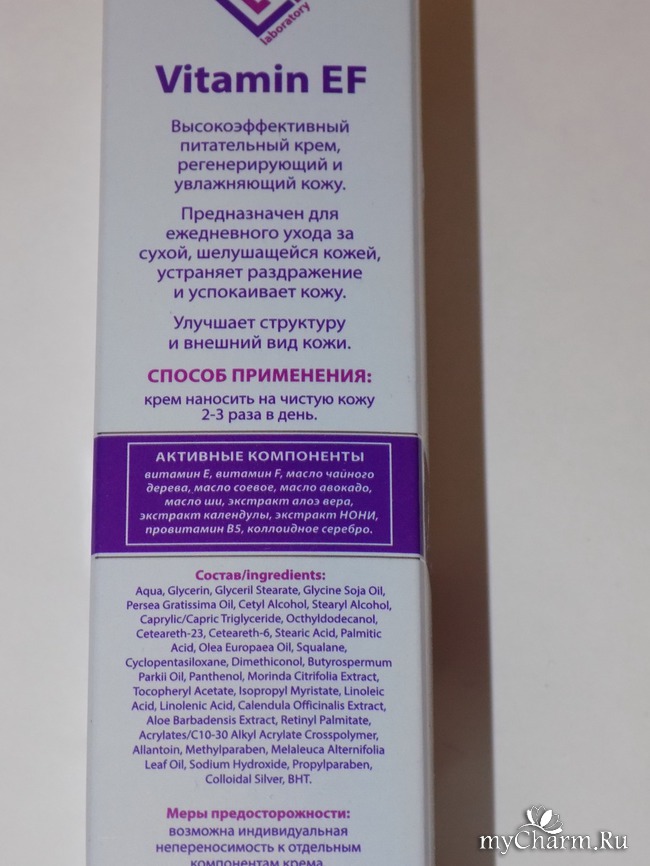 laboratory
Vitamin EF
Высокоэффективный
питательный крем,
регенерирующий и
увлажняющий кожу.
Предназначен для
ежедневного ухода за
сухой, шелушащейся кожей,
устраняет раздражение
и успокаивает кожу.
Улучшает структуру
и внешний вид кожи.
СПОСОБ ПРИМЕНЕНИЯ:
крем наносить на чистую кожу
2-3 раза в день.
АКТИВНЫЕ КОМПОНЕНТЫ
витамин Е, витамин F, масло чайного
дерева, масло соевое, масло авокадо,
масло ши, экстракт алоэ вера,
экстракт календулы, экстракт НОНИ,
провитамин B5, коллоидное серебро.
Состав/ingredients:
Aqua, Glycerin, Glyceril Stearate, Glycine Soja Oil,
Persea Gratissima Oil, Cetyl Alcohol, Stearyl Alcohol,
Caprylic/Capric Triglyceride, Octhyldodecanol,
Ceteareth-23, Ceteareth-6, Stearic Acid, Palmitic
Acid, Olea Europaea Oil, Squalane,
Cyclopentasiloxane, Dimethiconol, Butyrospermum
Parkii Oil, Panthenol, Morinda Citrifolia Extract,
Tocopheryl Acetate, Isopropyl Myristate, Linoleic
Acid, Linolenic Acid, Calendula Officinalis Extract,
Aloe Barbadensis Extract, Retinyl Palmitate,
Acrylates/C10-30 Alkyl Acrylate Crosspolymer,
Allantoin, Methylparaben, Melaleuca Alternifolia
Leaf Oil, Sodium Hydroxide, Propylparaben,
Colloidal Silver, BHT.
Меры предосторожности:
возможна индивидуальная
непереносимость к отдельным
компонентам крема.
myCharm.Ru